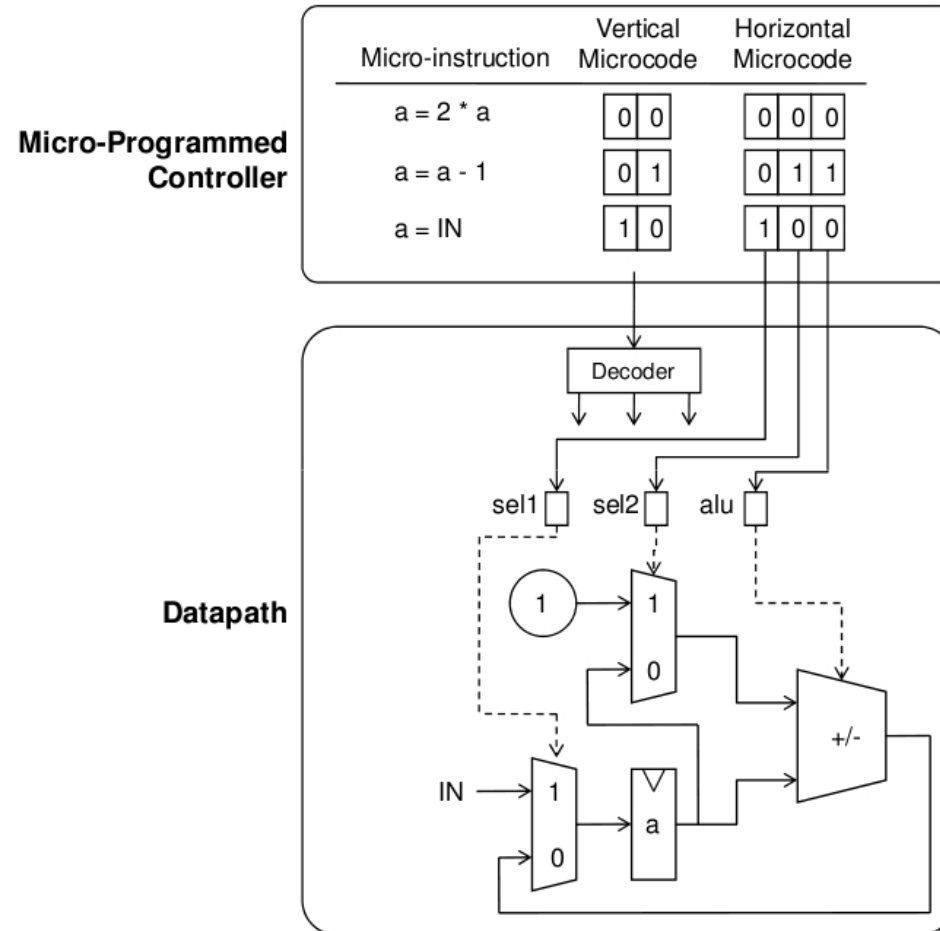 Vertical Horizontal
Micro-instruction Microcode Microcode
a = 2 * a 0 0 0 0 0
Micro-Programmed
Controller
a = a - 1 0 1 0 1 1
a = IN 1 0 1 0 0
Decoder
sel1 sel2 alu
Datapath
1 1
0
+/-
IN 1
a
0